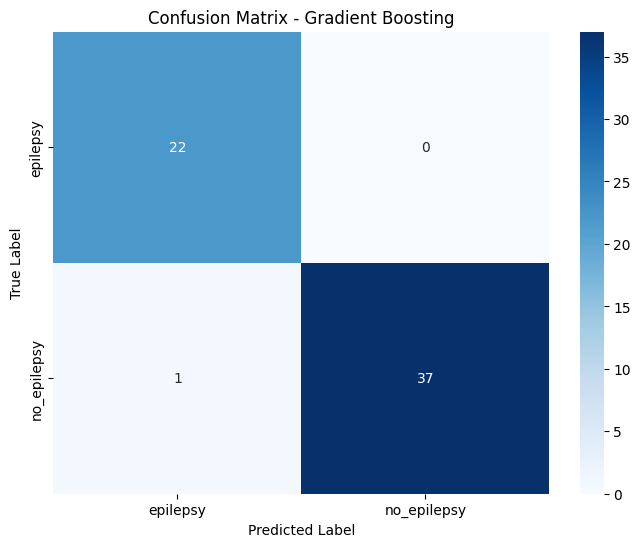 Confusion Matrix - Gradient Boosting
True Label
epilepsy
22
0
no_epilepsy
1
37
epilepsy
no_epilepsy
Predicted Label
35
30
25
20
15
10
5
0